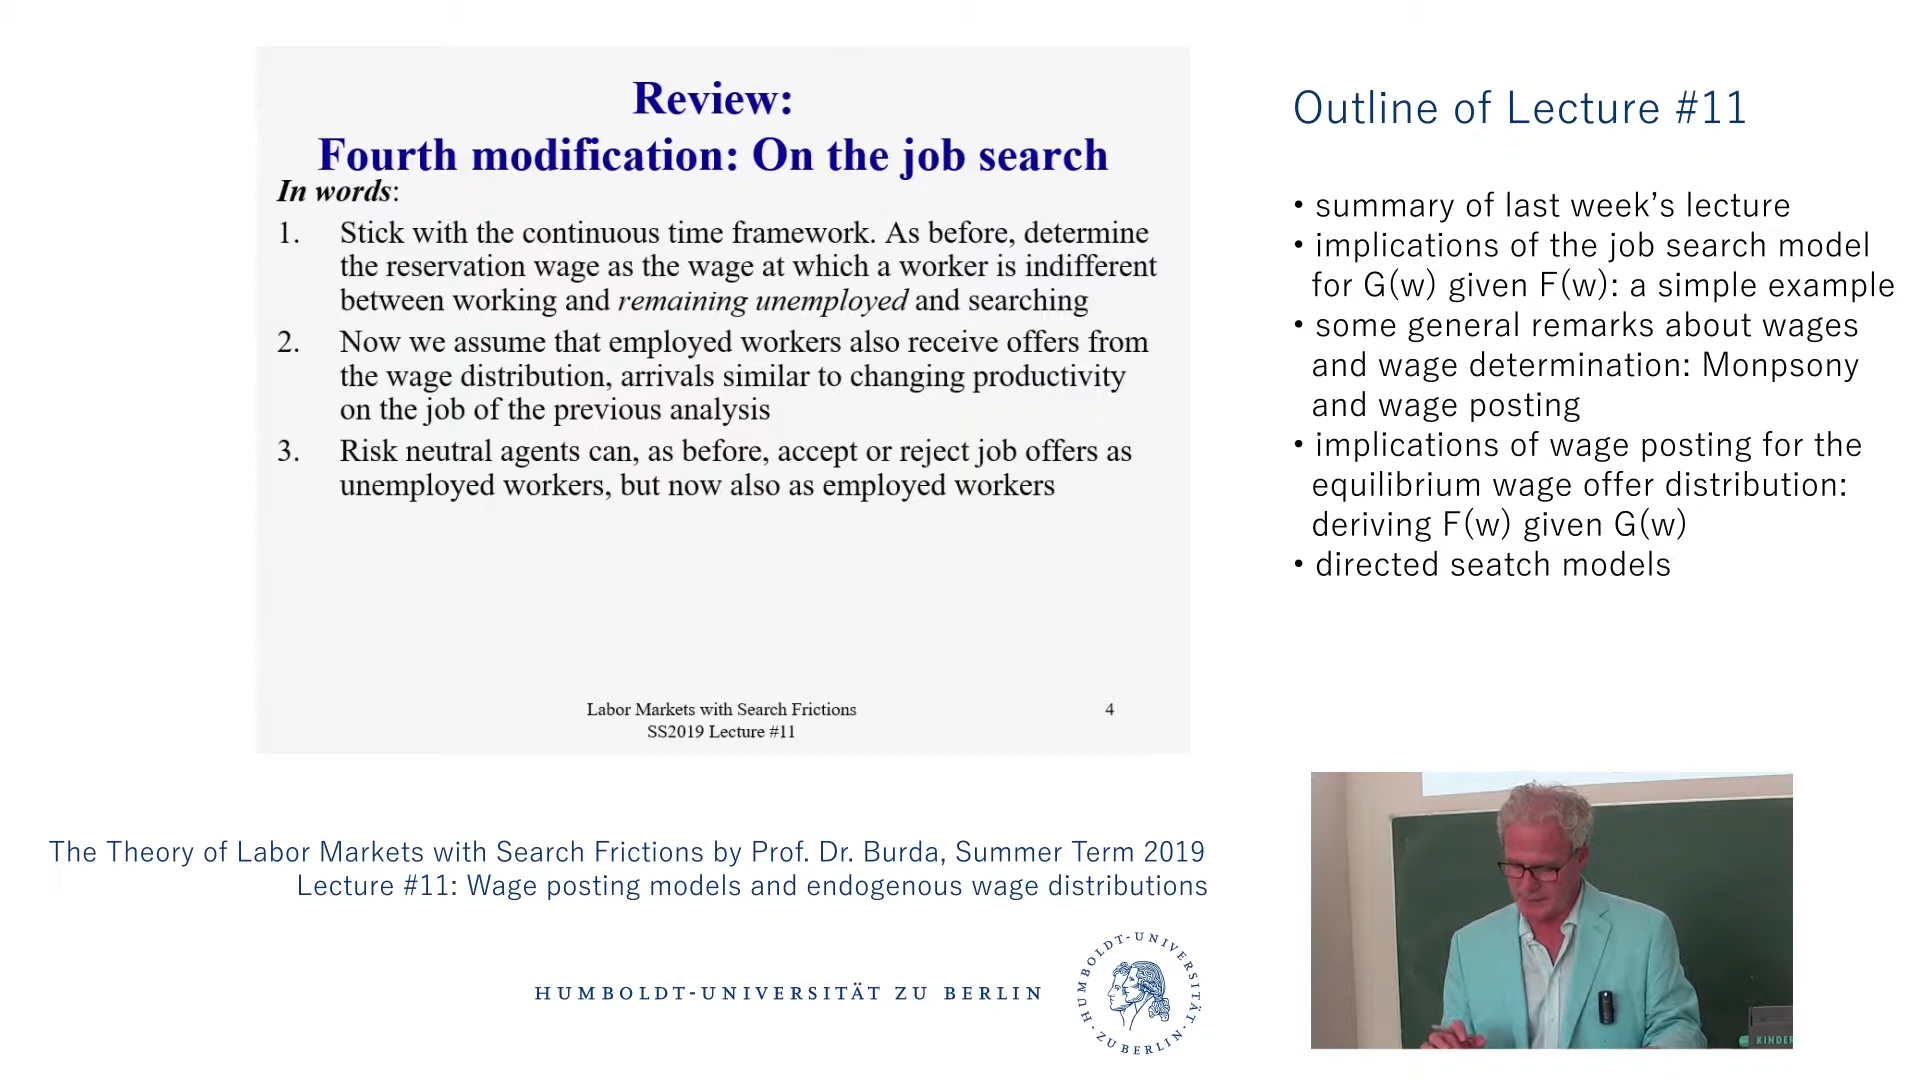 Review:
Fourth modification: On the job search
In words:
1. Stick with the continuous time framework. As before, determine
the reservation wage as the wage at which a worker is indifferent
between working and remaining unemployed and searching
2. Now we assume that employed workers also receive offers from
the wage distribution, arrivals similar to changing productivity
on the job of the previous analysis
3. Risk neutral agents can, as before, accept or reject job offers as
unemployed workers, but now also as employed workers
Labor Markets with Search Frictions
SS2019 Lecture #11
4
Outline of Lecture #11
• summary of last week’s lecture
• implications of the job search model
for G(w) given F(w): a simple example
• some general remarks about wages
and wage determination: Monpsony
and wage posting
• implications of wage posting for the
equilibrium wage offer distribution:
deriving F(w) given G(w)
• directed seatch models
The Theory of Labor Markets with Search Frictions by Prof. Dr. Burda, Summer Term 2019
Lecture #11: Wage posting models and endogenous wage distributions
HUMBOLDT-UNIVERSITÄT ZU BERLIN
HUMBOLDT-UNIVERSITÄT · ZU BERLIN ·